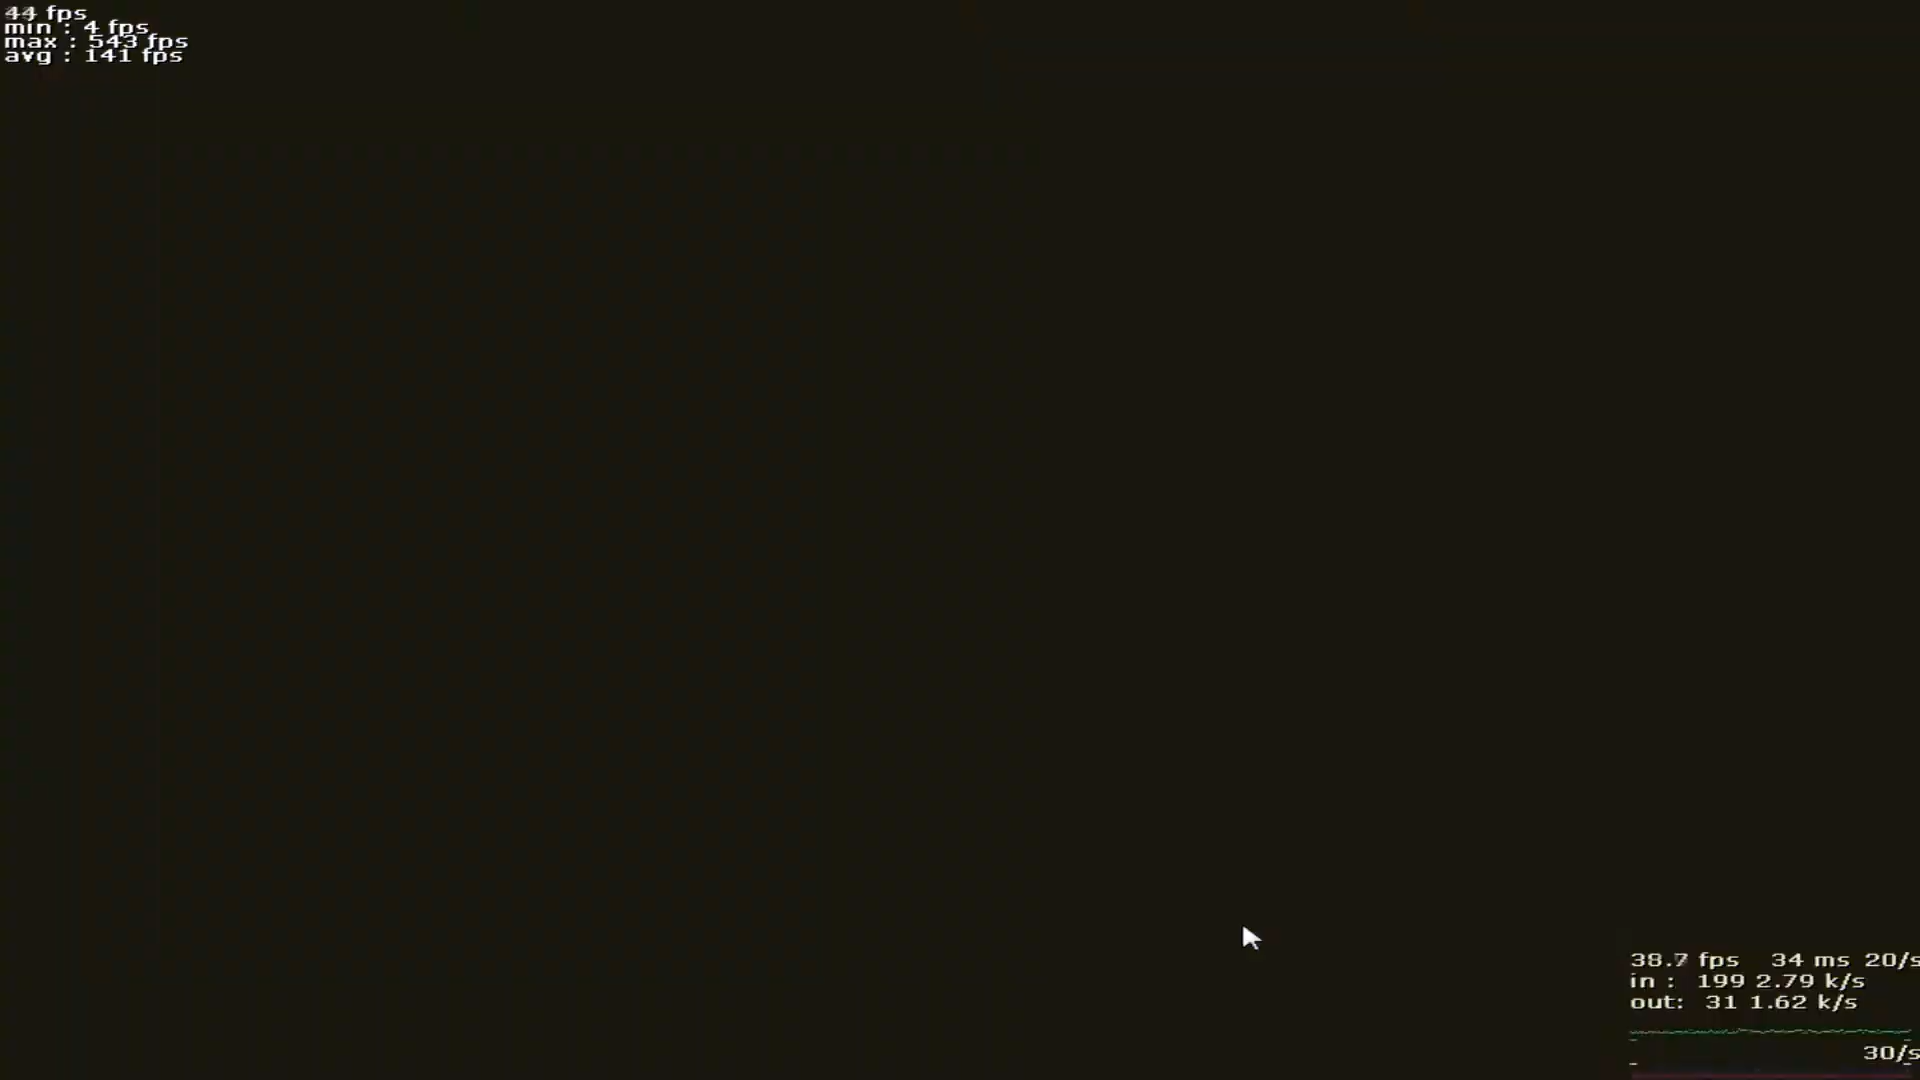 44 fps
min : 4 fps
max : 543 fps
avg : 141 fps
38.7 fps 34 ms 20/s
in : 199 2.79 k/s
out: 31 1.62 k/s
30/s